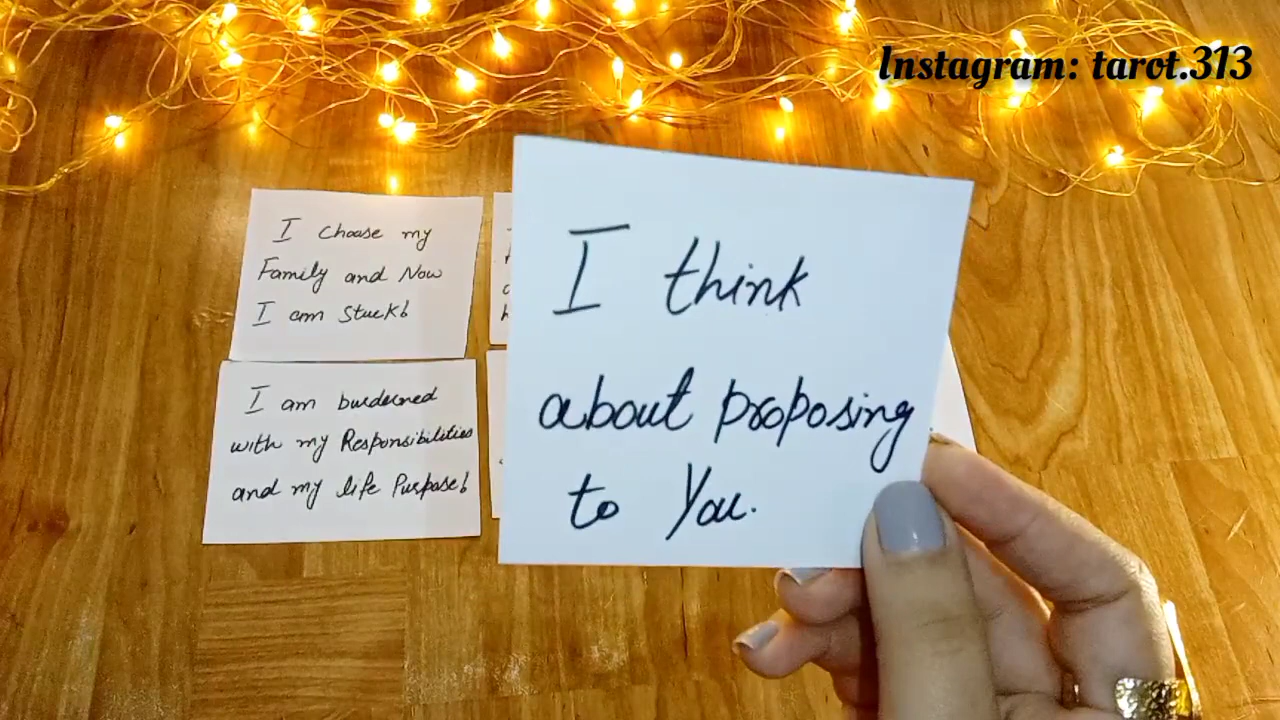 Instagram: tarot.313
I choose my
Family and Now
I am stuck!
I am burderned
with my Responsibilities
and my life Purpose!
I think
about proposing
to You.